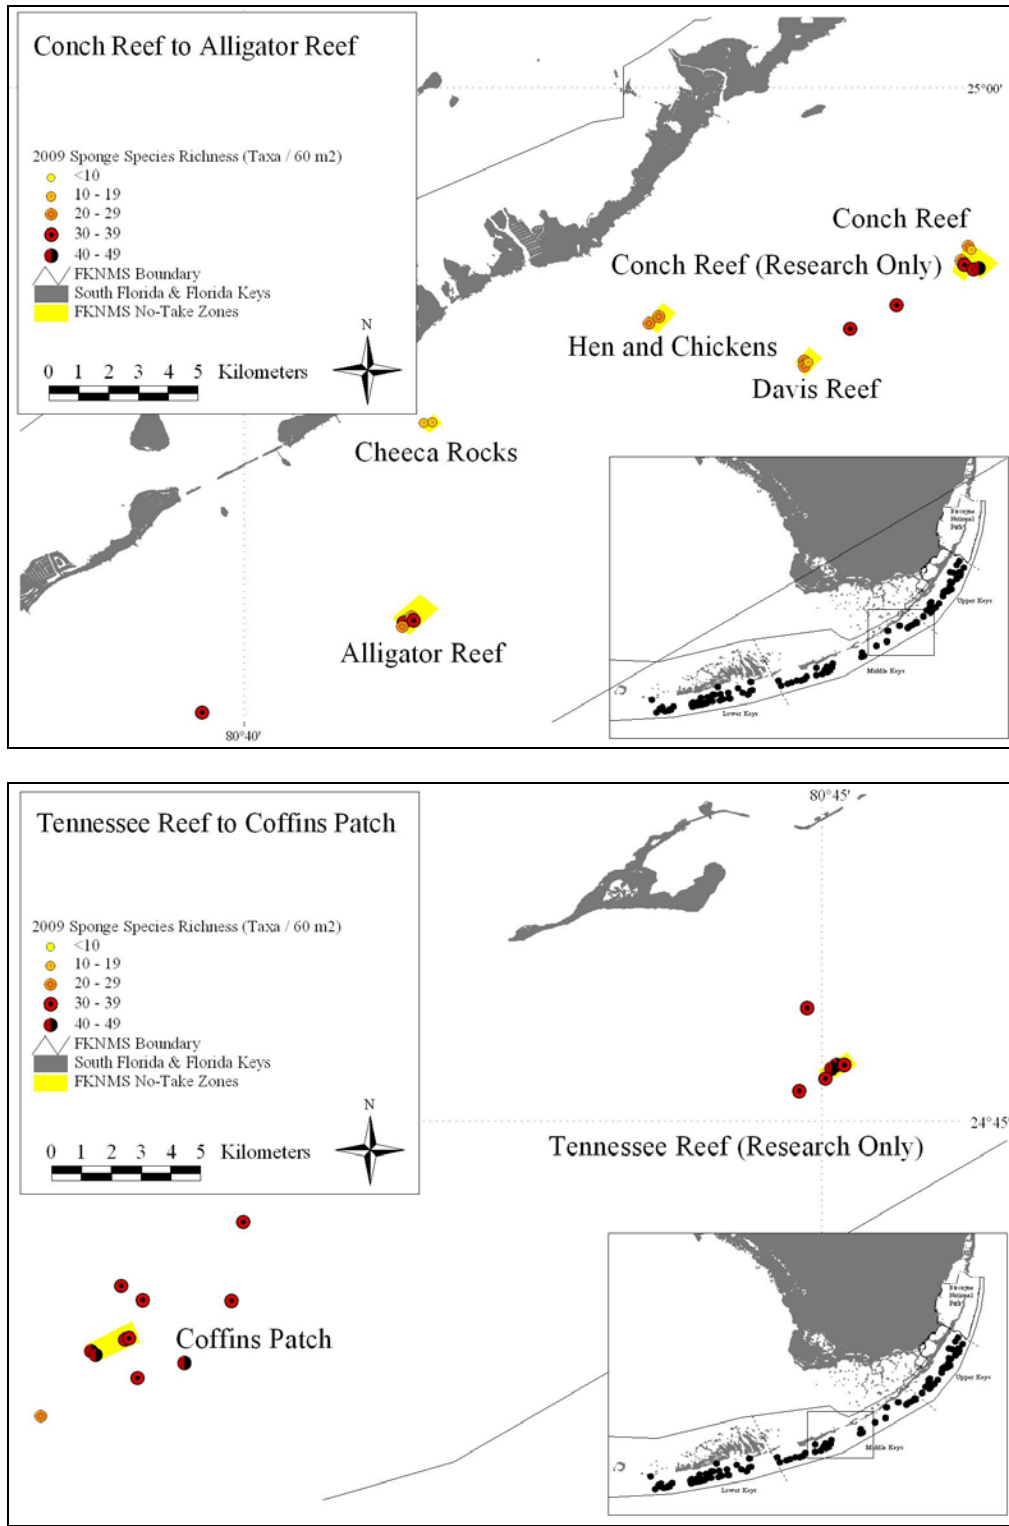 Conch Reef to Alligator Reef
2009 Sponge Species Richness (Taxa / 60 m2)
<10
10 - 19
20 - 29
30 - 39
40 - 49
FKNMS Boundary
South Florida & Florida Keys
FKNMS No-Take Zones
0 1 2 3 4 5 Kilometers
N
25°00'
Conch Reef
Conch Reef (Research Only)
Hen and Chickens
Davis Reef
Cheeca Rocks
Alligator Reef
80°40'
Biscayne
National
Park
Upper Keys
Middle Keys
Lower Keys
Tennessee Reef to Coffins Patch
2009 Sponge Species Richness (Taxa / 60 m2)
<10
10 - 19
20 - 29
30 - 39
40 - 49
FKNMS Boundary
South Florida & Florida Keys
FKNMS No-Take Zones
0 1 2 3 4 5 Kilometers
N
80°45'
24°45'
Tennessee Reef (Research Only)
Coffins Patch
Biscayne
National
Park
Upper Keys
Middle Keys
Lower Keys